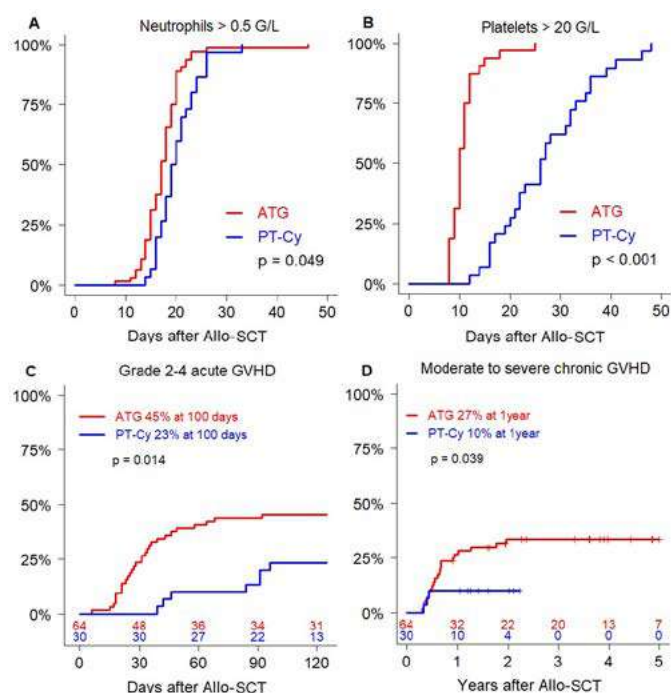 A
Neutrophils > 0.5 G/L
100%
75%
50%
25%
0%
ATG
PT-Cy
p = 0.049
0 10 20 30 40 50
Days after Allo-SCT
B
Platelets > 20 G/L
100%
75%
50%
25%
0%
ATG
PT-Cy
p < 0.001
0 10 20 30 40 50
Days after Allo-SCT
C
Grade 2-4 acute GVHD
100%
75%
50%
25%
0%
ATG 45% at 100 days
PT-Cy 23% at 100 days
p = 0.014
64 48 36 34 31
30 30 27 22 13
0 30 60 90 120
Days after Allo-SCT
D
Moderate to severe chronic GVHD
100%
75%
50%
25%
0%
ATG 27% at 1year
PT-Cy 10% at 1year
p = 0.039
64 32 22 20 13 7
30 10 4 0 0 0
0 1 2 3 4 5
Years after Allo-SCT